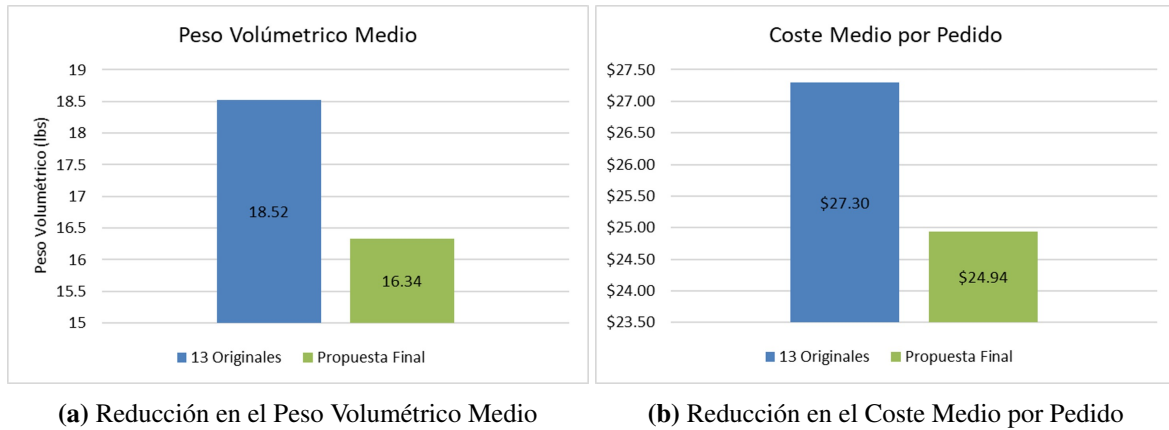 Peso Volúmetrico Medio
Peso Volumétrico (lbs)
19
18.5
18
17.5
17
16.5
16
15.5
15
18.52
16.34
13 Originales
Propuesta Final
Coste Medio por Pedido
$27.50
$27.00
$26.50
$26.00
$25.50
$25.00
$24.50
$24.00
$23.50
$27.30
$24.94
13 Originales
Propuesta Final
(a) Reducción en el Peso Volumétrico Medio
(b) Reducción en el Coste Medio por Pedido